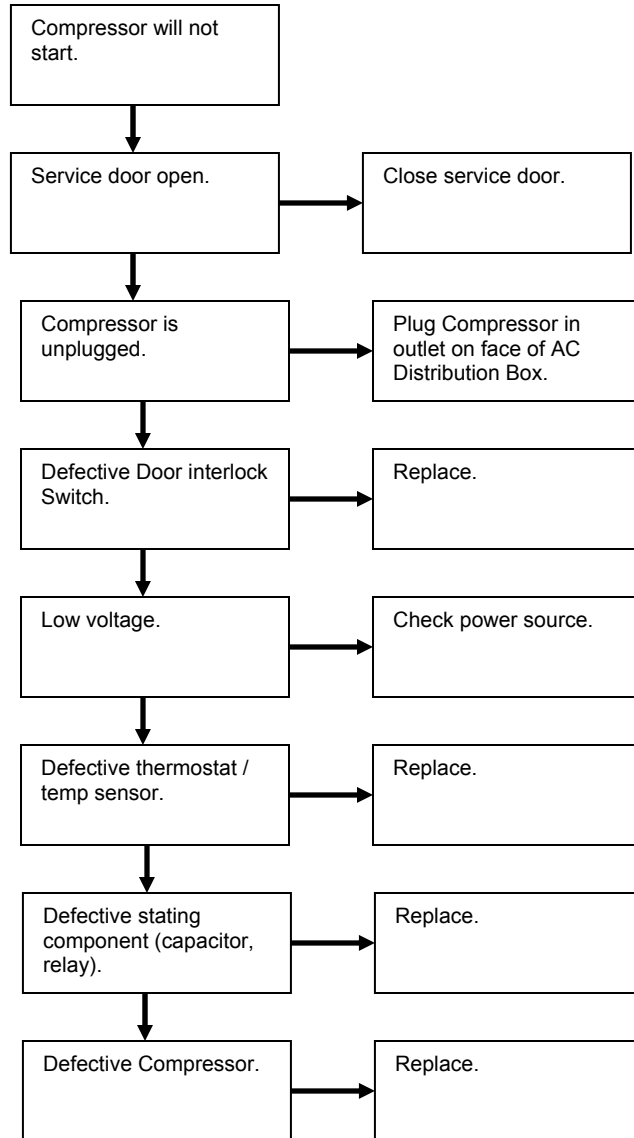 Compressor will not
start.
Service door open.
Close service door.
Compressor is
unplugged.
Plug Compressor in
outlet on face of AC
Distribution Box.
Defective Door interlock
Switch.
Replace.
Low voltage.
Check power source.
Defective thermostat /
temp sensor.
Replace.
Defective stating
component (capacitor,
relay).
Replace.
Defective Compressor.
Replace.